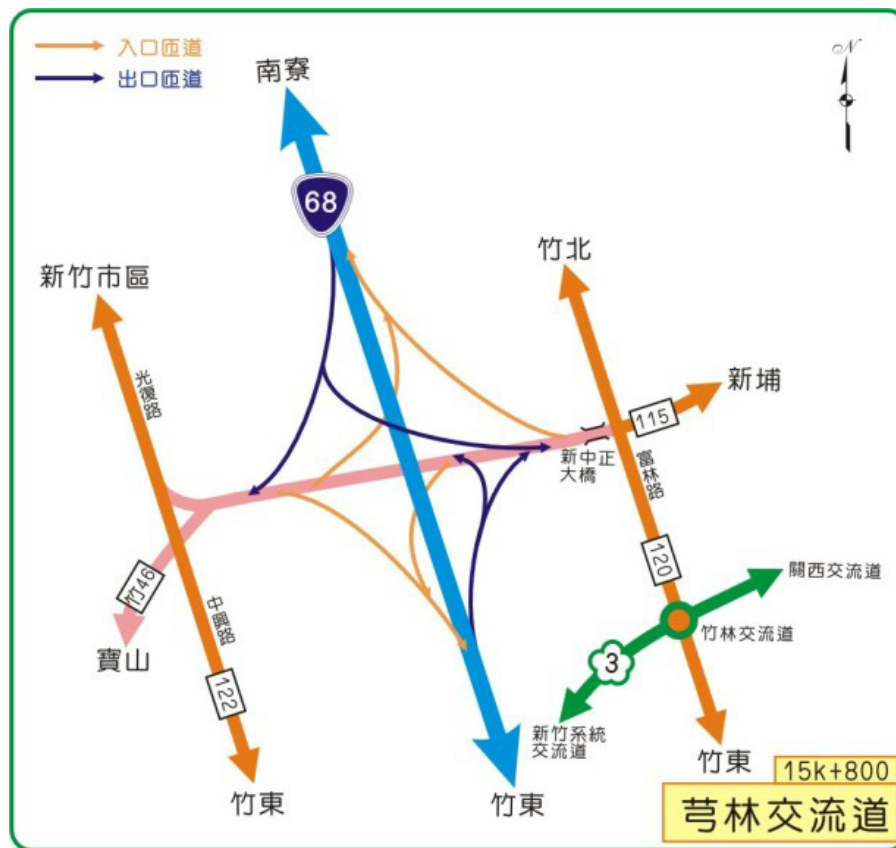 入口匝道
出口匝道
N
南寮
68
竹北
新竹市區
新埔
115
光復路
新中正
大橋
富林路
120
關西交流道
竹46
竹林交流道
中興路
3
寶山
122
新竹系統
交流道
竹東
竹東
竹東
15k+800
芎林交流道